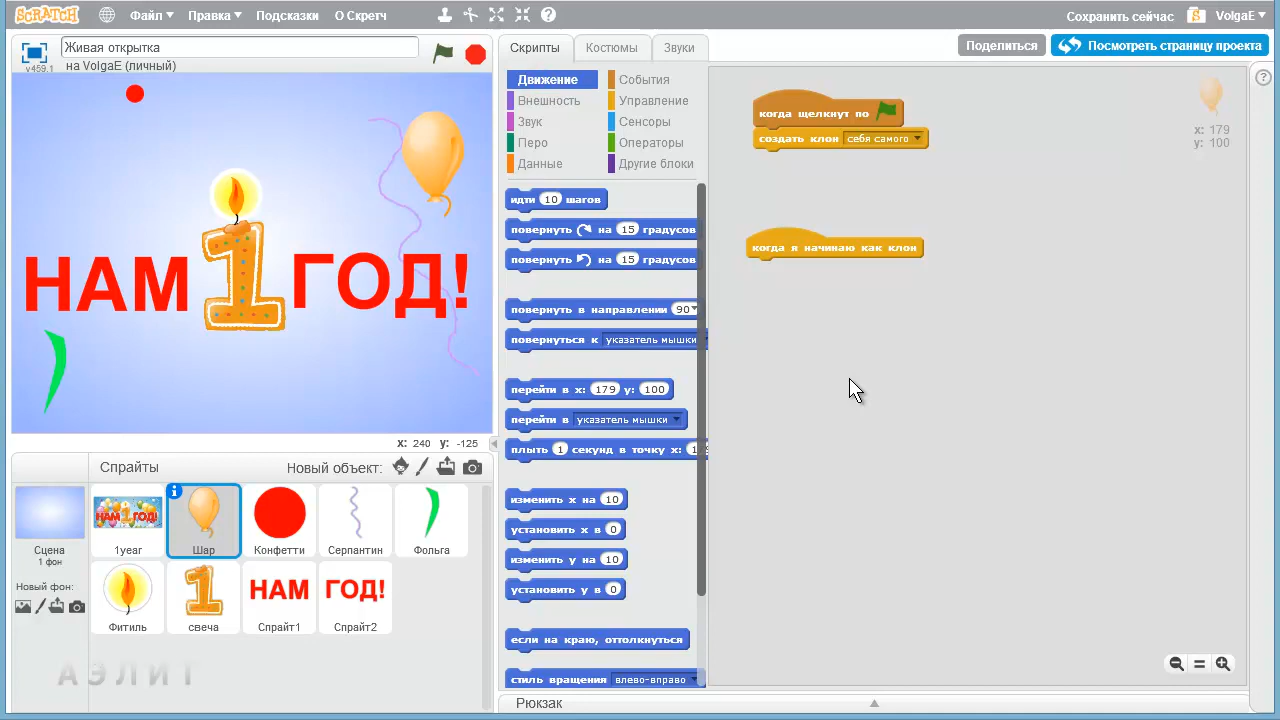 SCRATCH Файл Правка Подсказки О Скретч Сохранить сейчас VolgaE
Живая открытка
на VolgaE (личный)
v459.1
Скрипты Костюмы Звуки
Поделиться Посмотреть страницу проекта
Движение События
Внешность Управление
Звук Сенсоры
Перо Операторы
Данные Другие блоки
идти 10 шагов
повернуть на 15 градусов
повернуть на 15 градусов
повернуть в направлении 90
повернуться к указатель мышки
перейти в x: 179 y: 100
перейти в указатель мышки
плыть 1 секунд в точку x:
изменить x на 10
установить x в 0
изменить y на 10
установить y в 0
если на краю, оттолкнуться
стиль вращения влево-вправо
когда щелкнут по
создать клон себя самого
когда я начинаю как клон
x: 179
y: 100
НАМ 1 ГОД!
x: 240 y: -125
Спрайты Новый объект:
Сцена
1 фон
Новый фон:
НАМ 1 ГОД!
1year Шар Конфетти Серпантин Фольга
НАМ ГОД!
Фитиль свеча Спрайт1 Спрайт2
АЭЛИТ
Рюкзак